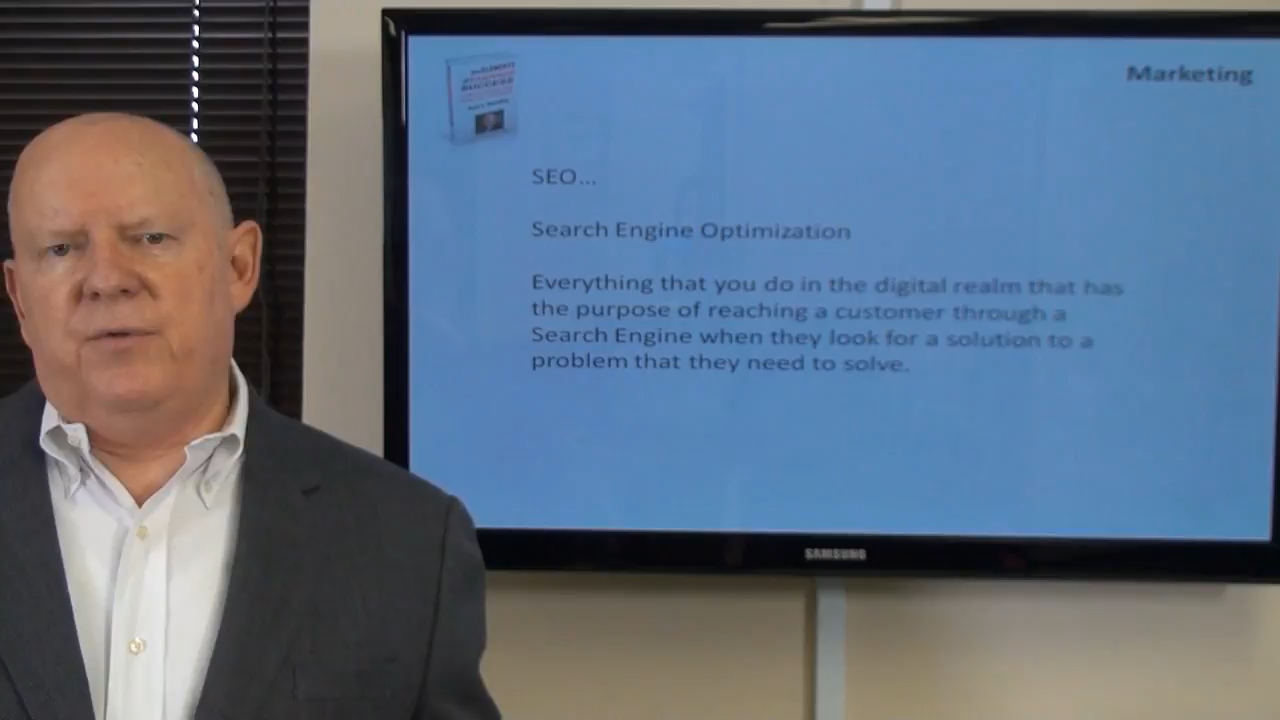 Marketing
SUCCESS
SEO...
Search Engine Optimization
Everything that you do in the digital realm that has
the purpose of reaching a customer through a
Search Engine when they look for a solution to a
problem that they need to solve.
SAMSUNG